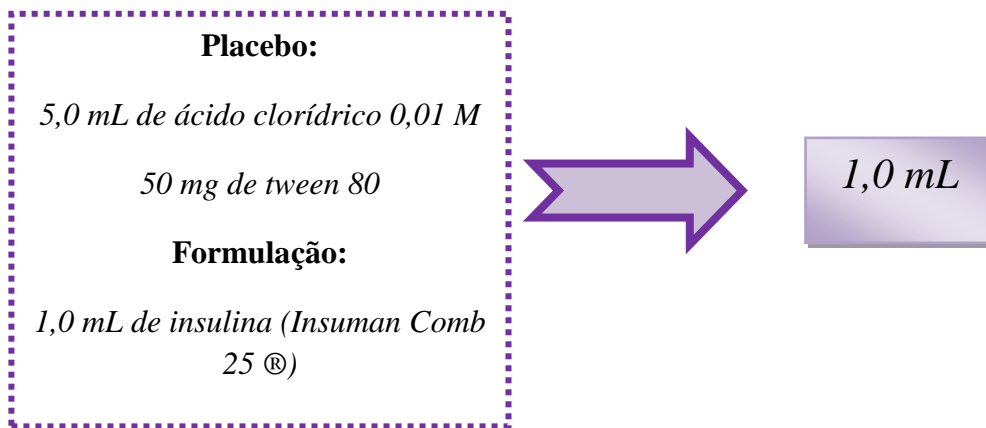 Placebo:
5,0 mL de ácido clorídrico 0,01 M
50 mg de tween 80
Formulação:
1,0 mL de insulina (Insuman Comb
25 ®)
1,0 mL